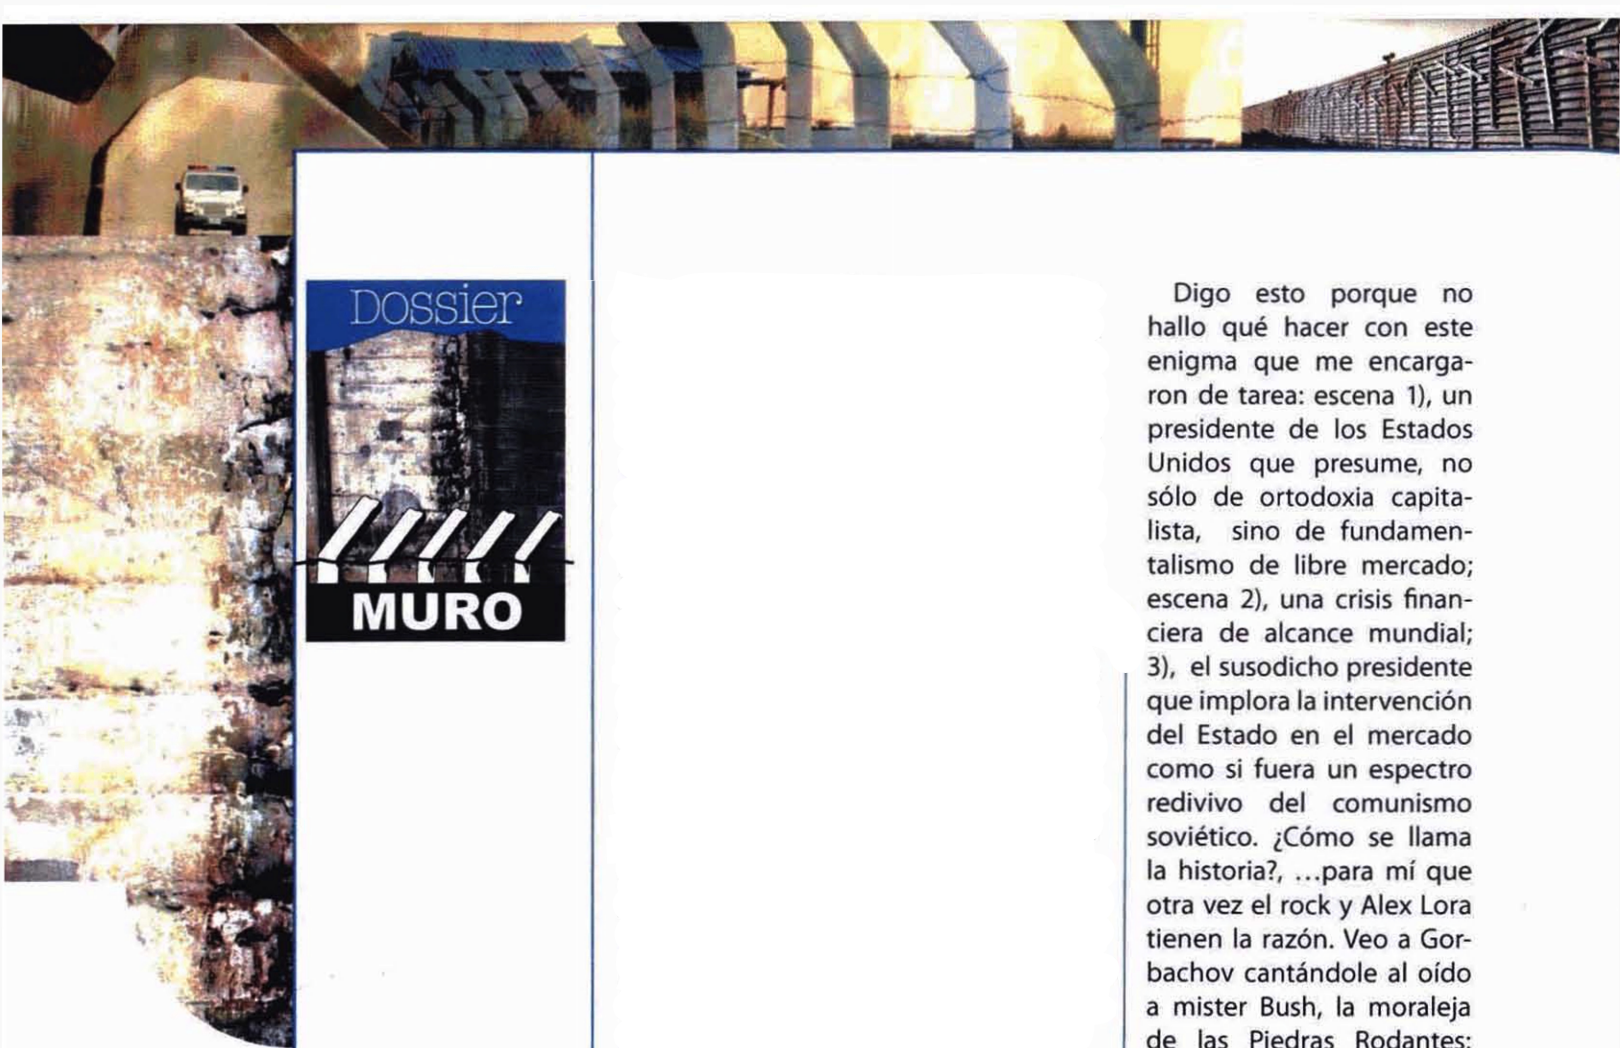 Dossier
MURO
Digo esto porque no
hallo qué hacer con este
enigma que me encarga-
ron de tarea: escena 1), un
presidente de los Estados
Unidos que presume, no
sólo de ortodoxia capita-
lista, sino de fundamen-
talismo de libre mercado;
escena 2), una crisis finan-
ciera de alcance mundial;
3), el susodicho presidente
que implora la intervención
del Estado en el mercado
como si fuera un espectro
redivivo del comunismo
soviético. ¿Cómo se llama
la historia?, ...para mí que
otra vez el rock y Alex Lora
tienen la razón. Veo a Gor-
bachov cantándole al oído
a mister Bush, la moraleja
de las Piedras Rodantes: